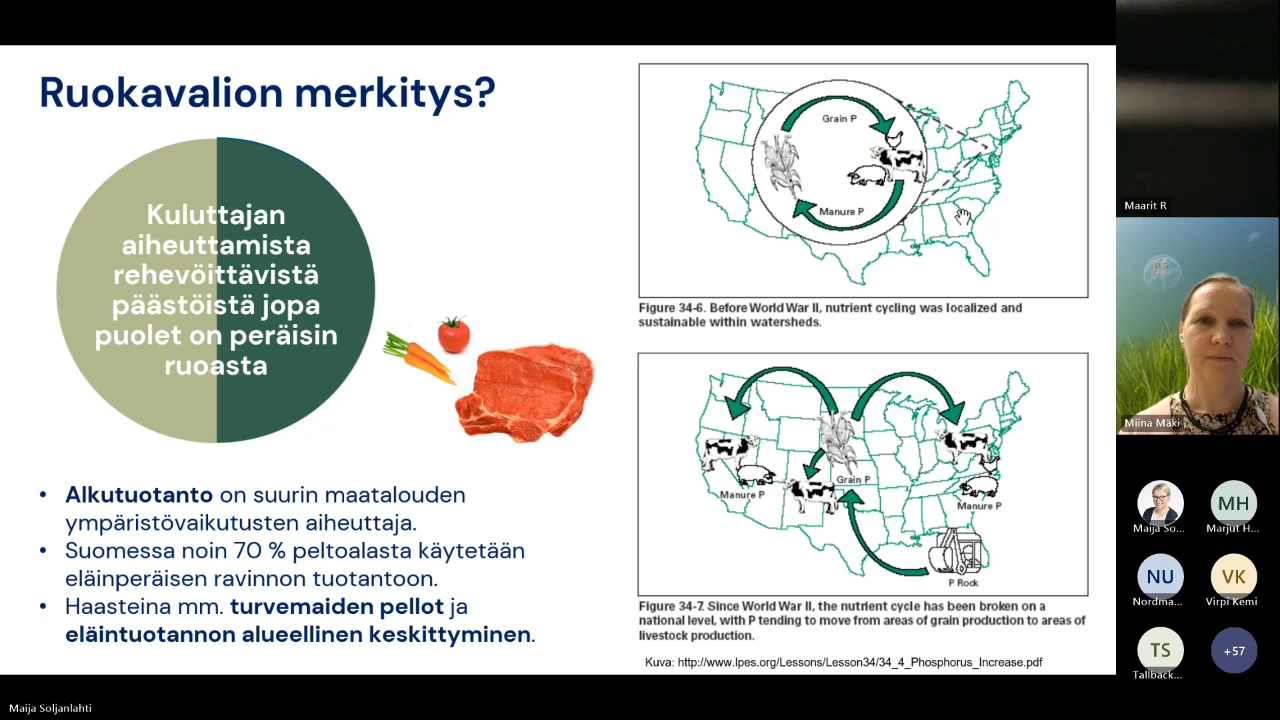 Ruokavalion merkitys?
Kuluttajan
aiheuttamista
rehevöittävistä
päästöistä jopa
puolet on peräisin
ruoasta
• Alkutuotanto on suurin maatalouden
ympäristövaikutusten aiheuttaja.
• Suomessa noin 70 % peltoalasta käytetään
eläinperäisen ravinnon tuotantoon.
• Haasteina mm. turvemaiden pellot ja
eläintuotannon alueellinen keskittyminen.
Grain P
Manure P
Figure 34-6. Before World War II, nutrient cycling was localized and
sustainable within watersheds.
Grain P
Manure P
Manure P
P Rock
Figure 34-7. Since World War II, the nutrient cycle has been broken on a
national level, with P tending to move from areas of grain production to areas of
livestock production.
Kuva: http://www.lpes.org/Lessons/Lesson34/34_4_Phosphorus_Increase.pdf
Maarit R
Miina Mäki
Maija So...
MH
Marjut H...
NU
Nordma...
VK
Virpi Kemi
TS
Tallback...
+57
Maija Soljanlahti